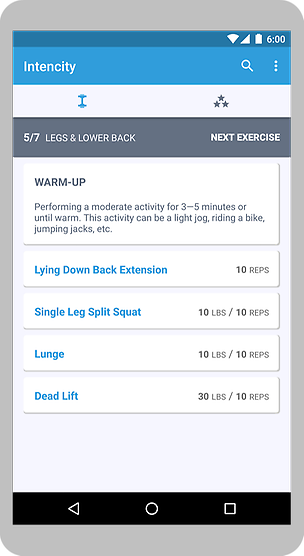 6:00
Intencity
5/7 LEGS & LOWER BACK NEXT EXERCISE
WARM-UP
Performing a moderate activity for 3—5 minutes or
until warm. This activity can be a light jog, riding a bike,
jumping jacks, etc.
Lying Down Back Extension 10 REPS
Single Leg Split Squat 10 LBS / 10 REPS
Lunge 10 LBS / 10 REPS
Dead Lift 30 LBS / 10 REPS